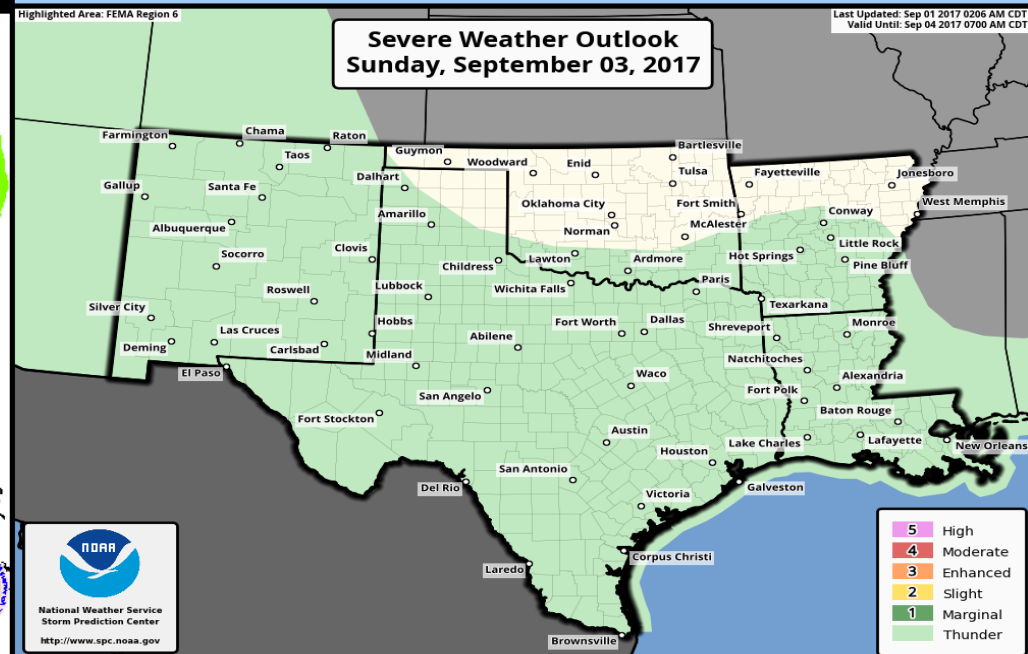 Highlighted Area: FEMA Region 6
Last Updated: Sep 01 2017 0206 AM CDT
Valid Until: Sep 04 2017 0700 AM CDT
Severe Weather Outlook
Sunday, September 03, 2017
Farmington
Chama
Raton
Taos
Guymon
Woodward
Enid
Bartlesville
Tulsa
Fayetteville
Jonesboro
Gallup
Santa Fe
Dalhart
Oklahoma City
Fort Smith
West Memphis
Albuquerque
Amarillo
Norman
McAlester
Conway
Socorro
Clovis
Childress
Lawton
Ardmore
Hot Springs
Little Rock
Pine Bluff
Roswell
Lubbock
Wichita Falls
Paris
Texarkana
Silver City
Las Cruces
Hobbs
Abilene
Fort Worth
Dallas
Shreveport
Monroe
Deming
Carlsbad
Midland
Natchitoches
El Paso
San Angelo
Waco
Fort Polk
Alexandria
Fort Stockton
Austin
Baton Rouge
Lake Charles
Lafayette
New Orleans
Houston
San Antonio
Del Rio
Victoria
Galveston
Laredo
Corpus Christi
Brownsville
NOAA
National Weather Service
Storm Prediction Center
http://www.spc.noaa.gov
5 High
4 Moderate
3 Enhanced
2 Slight
1 Marginal
Thunder